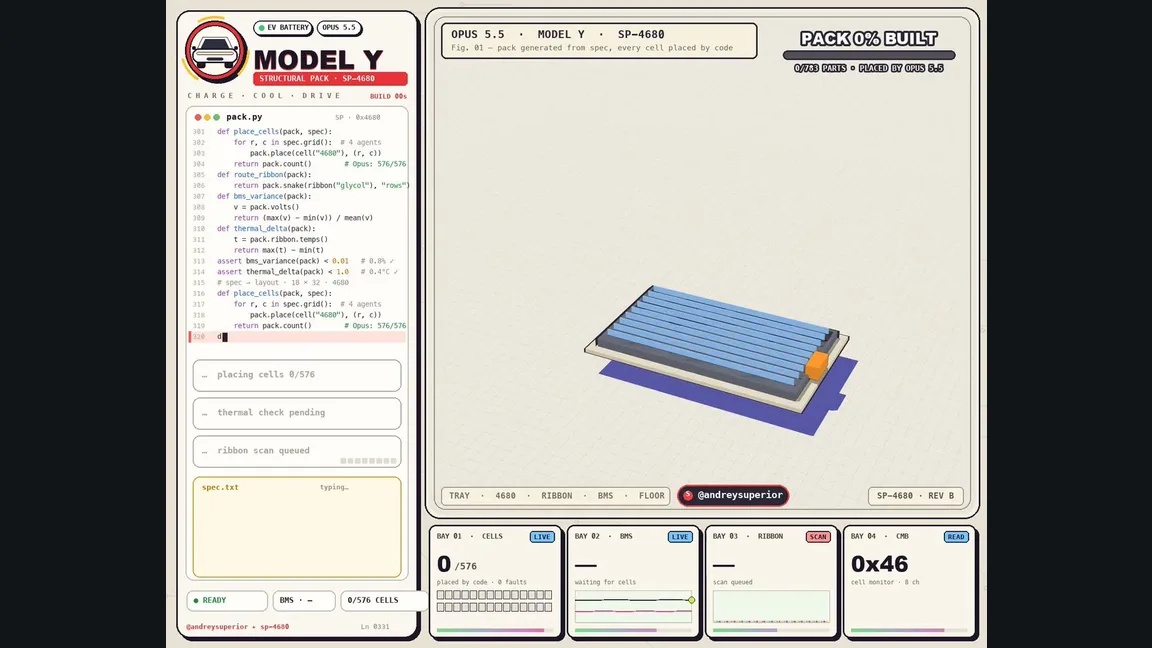 EV BATTERY
OPUS 5.5
MODEL Y
STRUCTURAL PACK · SP-4680
CHARGE · COOL · DRIVE
BUILD 00s
pack.py
SP · 0x4680
301 def place_cells(pack, spec):
302 for r, c in spec.grid(): # 4 agents
303 pack.place(cell("4680"), (r, c))
304 return pack.count() # Opus: 576/576
305 def route_ribbon(pack):
306 return pack.snake(ribbon("glycol"), "rows")
307 def bms_variance(pack):
308 v = pack.volts()
309 return (max(v) − min(v)) / mean(v)
310 def thermal_delta(pack):
311 t = pack.ribbon.temps()
312 return max(t) − min(t)
313 assert bms_variance(pack) < 0.01 # 0.8% ✓
314 assert thermal_delta(pack) < 1.0 # 0.4°C ✓
315 # spec → layout · 18 × 32 · 4680
316 def place_cells(pack, spec):
317 for r, c in spec.grid(): # 4 agents
318 pack.place(cell("4680"), (r, c))
319 return pack.count() # Opus: 576/576
320 d
… placing cells 0/576
… thermal check pending
… ribbon scan queued
spec.txt
typing…
● READY
BMS · —
0/576 CELLS
@andreysuperior ▸ sp-4680
Ln 0331
OPUS 5.5 · MODEL Y · SP-4680
Fig. 01 — pack generated from spec, every cell placed by code
PACK 0% BUILT
0/763 PARTS · PLACED BY OPUS 5.5
TRAY · 4680 · RIBBON · BMS · FLOOR
@andreysuperior
SP-4680 · REV B
BAY 01 · CELLS
LIVE
0 /576
placed by code · 0 faults
BAY 02 · BMS
LIVE
—
waiting for cells
BAY 03 · RIBBON
SCAN
—
scan queued
BAY 04 · CMB
READ
0x46
cell monitor · 8 ch